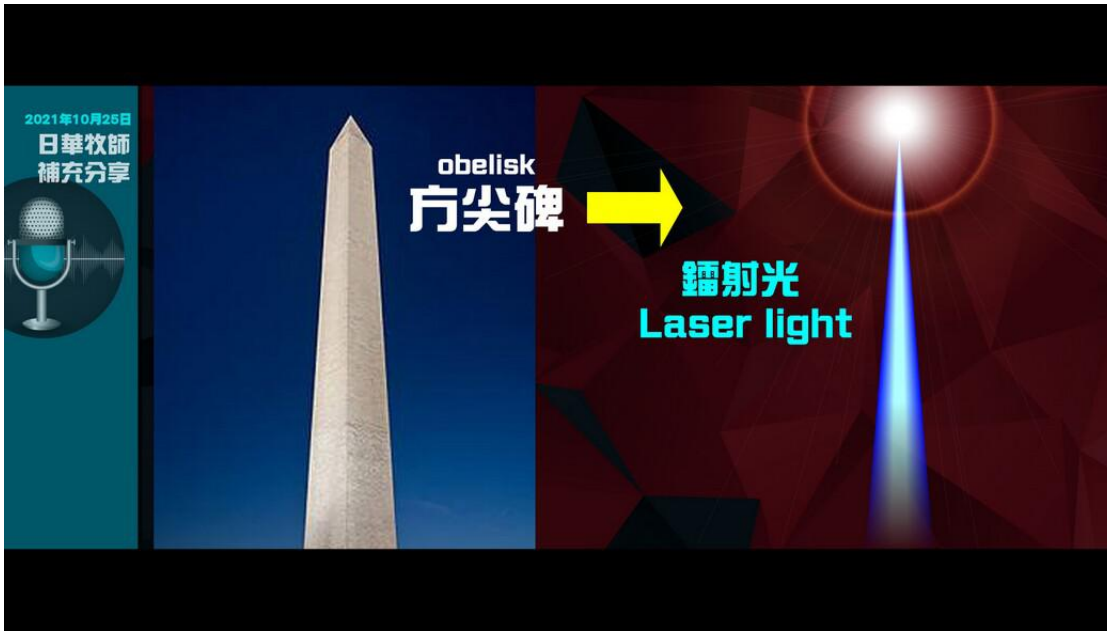 2021年10月25日
日華牧師
補充分享
obelisk
方尖碑
鐳射光
Laser light